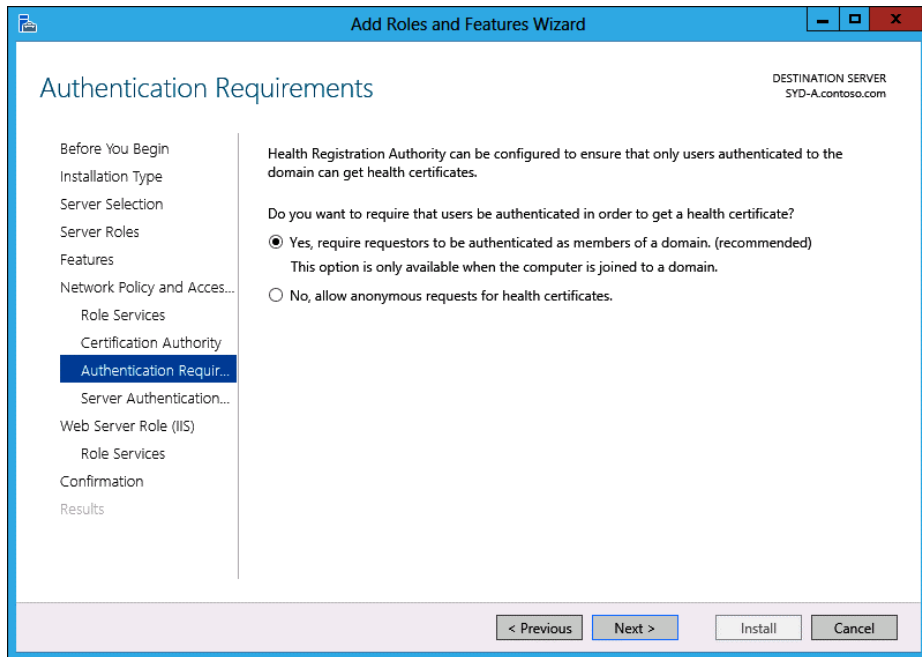 Add Roles and Features Wizard
Authentication Requirements
DESTINATION SERVER
SYD-A.contoso.com
Before You Begin
Installation Type
Server Selection
Server Roles
Features
Network Policy and Acces...
Role Services
Certification Authority
Authentication Requir...
Server Authentication...
Web Server Role (IIS)
Role Services
Confirmation
Results
Health Registration Authority can be configured to ensure that only users authenticated to the
domain can get health certificates.
Do you want to require that users be authenticated in order to get a health certificate?
Yes, require requestors to be authenticated as members of a domain. (recommended)
This option is only available when the computer is joined to a domain.
No, allow anonymous requests for health certificates.
< Previous
Next >
Install
Cancel